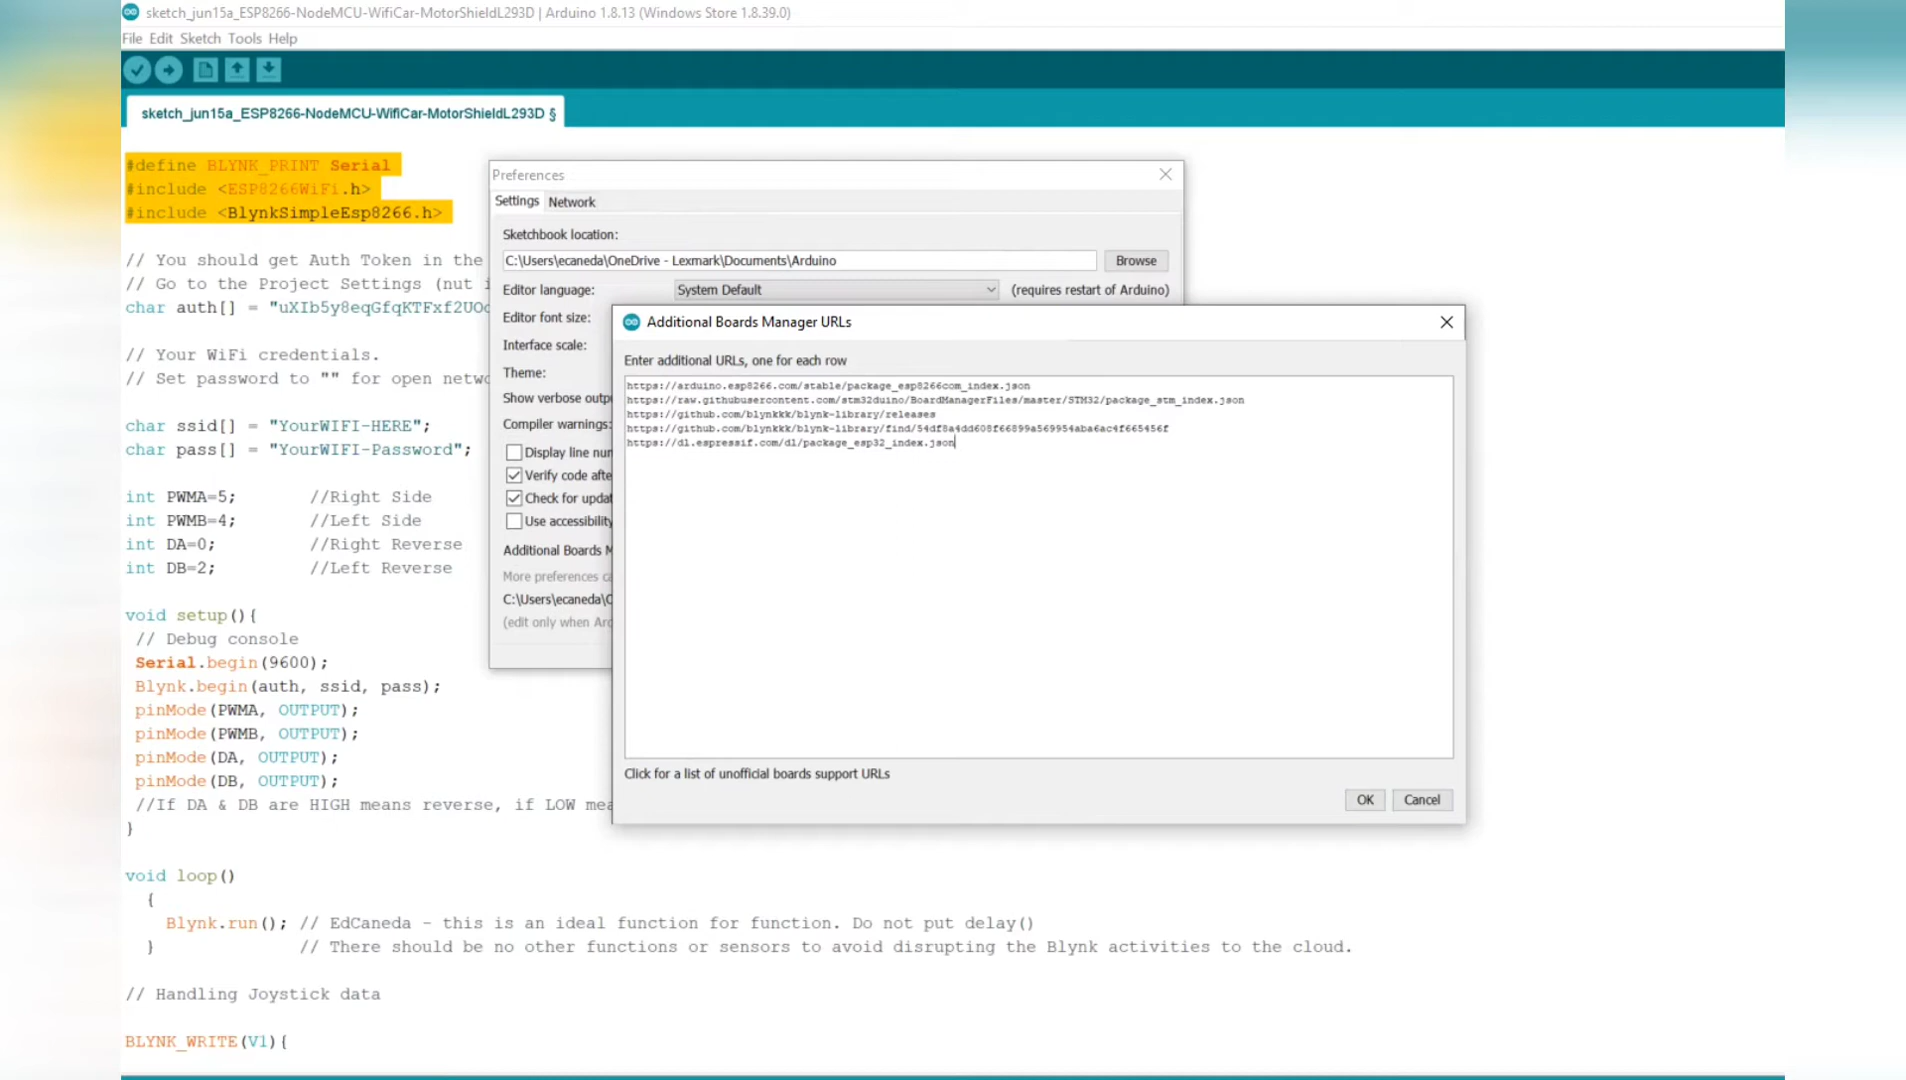 sketch_jun15a_ESP8266-NodeMCU-WifiCar-MotorShieldL293D | Arduino 1.8.13 (Windows Store 1.8.39.0)
File Edit Sketch Tools Help
sketch_jun15a_ESP8266-NodeMCU-WifiCar-MotorShieldL293D §
#define BLYNK_PRINT Serial
#include <ESP8266WiFi.h>
#include <BlynkSimpleEsp8266.h>
// You should get Auth Token in the
// Go to the Project Settings (nut
char auth[] = "uXIb5y8eqGfqKTFxf2UO
// Your WiFi credentials.
// Set password to "" for open netw
char ssid[] = "YourWIFI-HERE";
char pass[] = "YourWIFI-Password";
int PWMA=5; //Right Side
int PWMB=4; //Left Side
int DA=0; //Right Reverse
int DB=2; //Left Reverse
void setup(){
// Debug console
Serial.begin(9600);
Blynk.begin(auth, ssid, pass);
pinMode(PWMA, OUTPUT);
pinMode(PWMB, OUTPUT);
pinMode(DA, OUTPUT);
pinMode(DB, OUTPUT);
//If DA & DB are HIGH means reverse, if LOW mea
}
void loop()
{
Blynk.run(); // EdCaneda - this is an ideal function for function. Do not put delay()
} // There should be no other functions or sensors to avoid disrupting the Blynk activities to the cloud.
// Handling Joystick data
BLYNK_WRITE(V1){
Preferences
Settings Network
Sketchbook location:
C:\Users\ecaneda\OneDrive - Lexmark\Documents\Arduino Browse
Editor language: System Default (requires restart of Arduino)
Editor font size:
Interface scale:
Theme:
Show verbose outp
Compiler warnings:
Display line nu
Verify code afte
Check for upda
Use accessibility
Additional Boards M
More preferences ca
C:\Users\ecaneda\
(edit only when Ar
Additional Boards Manager URLs
Enter additional URLs, one for each row
https://arduino.esp8266.com/stable/package_esp8266com_index.json
https://raw.githubusercontent.com/stm32duino/BoardManagerFiles/master/STM32/package_stm_index.json
https://github.com/blynkkk/blynk-library/releases
https://github.com/blynkkk/blynk-library/find/54df8a4dd608f66899a569954aba6ac4f665456f
https://dl.espressif.com/dl/package_esp32_index.json
Click for a list of unofficial boards support URLs
OK Cancel